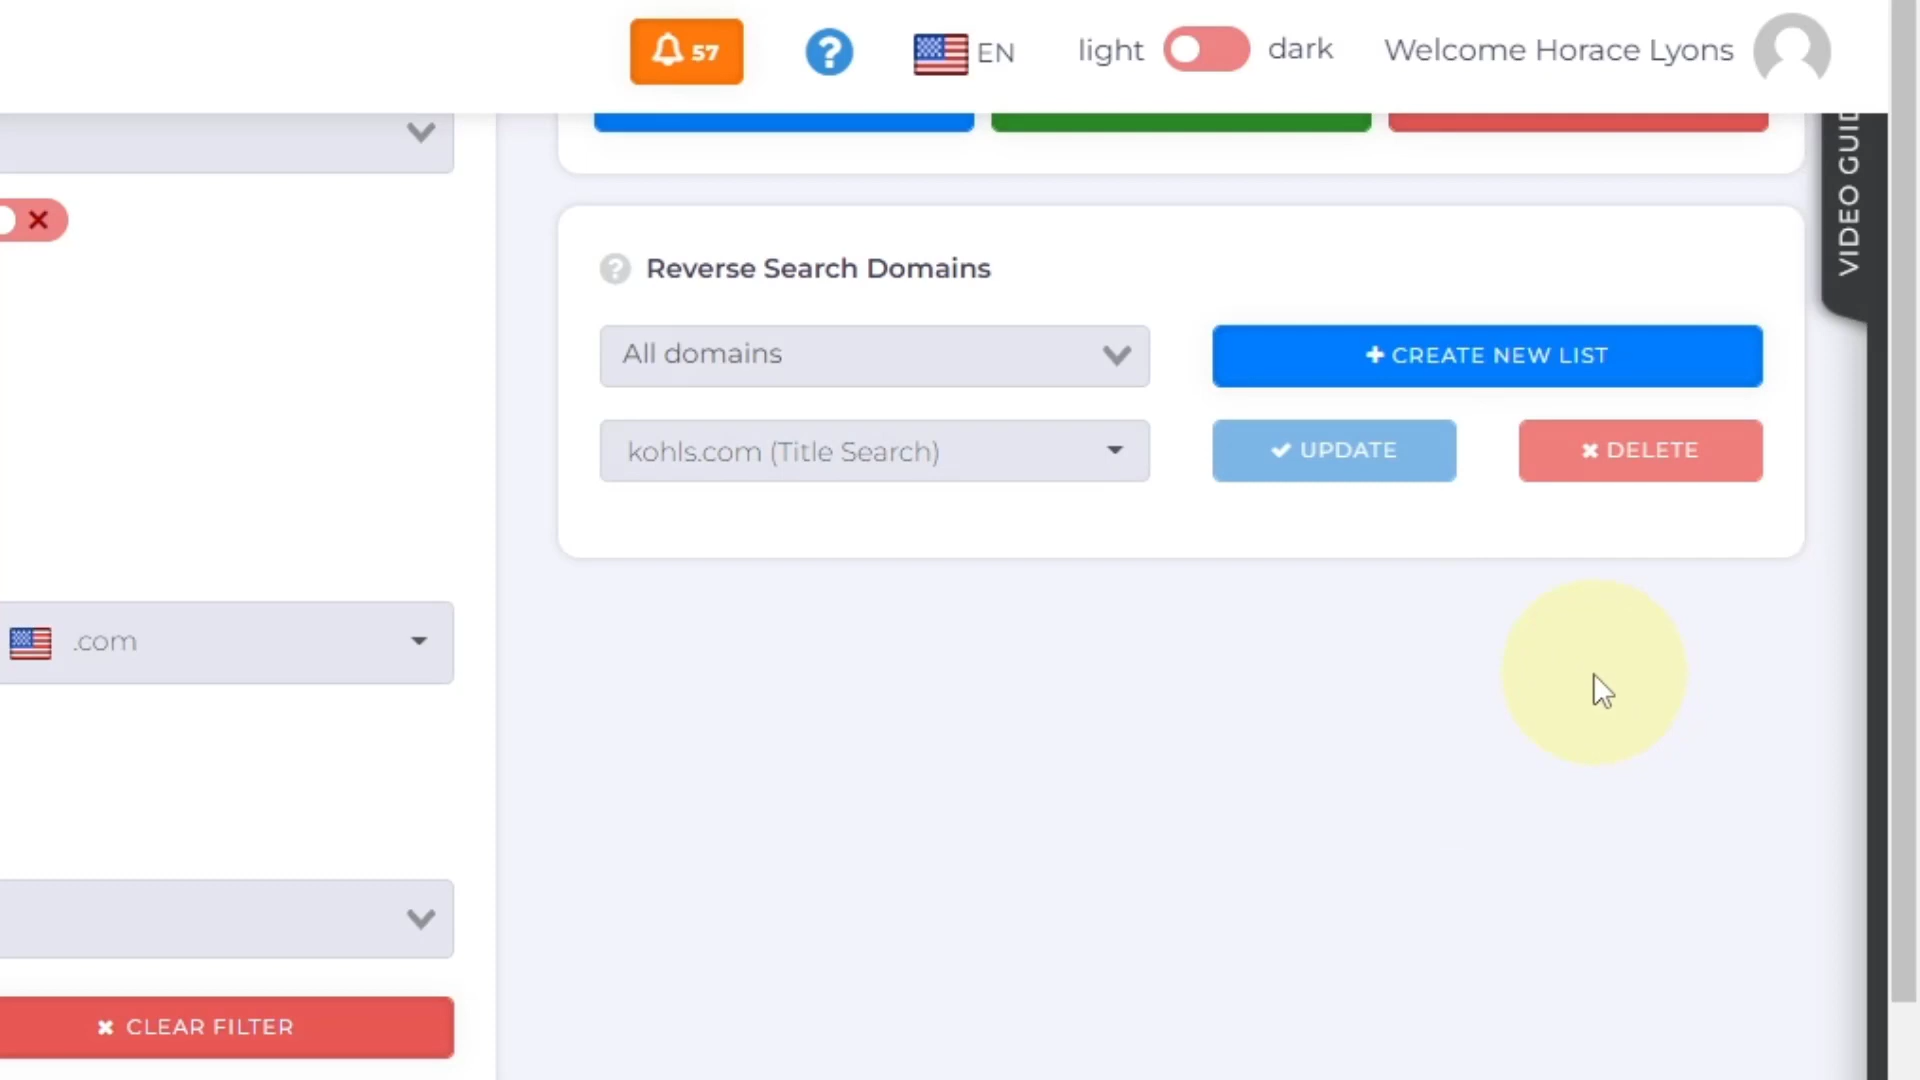 57
?
EN
light
dark
Welcome Horace Lyons
VIDEO GUID
? Reverse Search Domains
All domains
CREATE NEW LIST
kohls.com (Title Search)
UPDATE
DELETE
.com
CLEAR FILTER